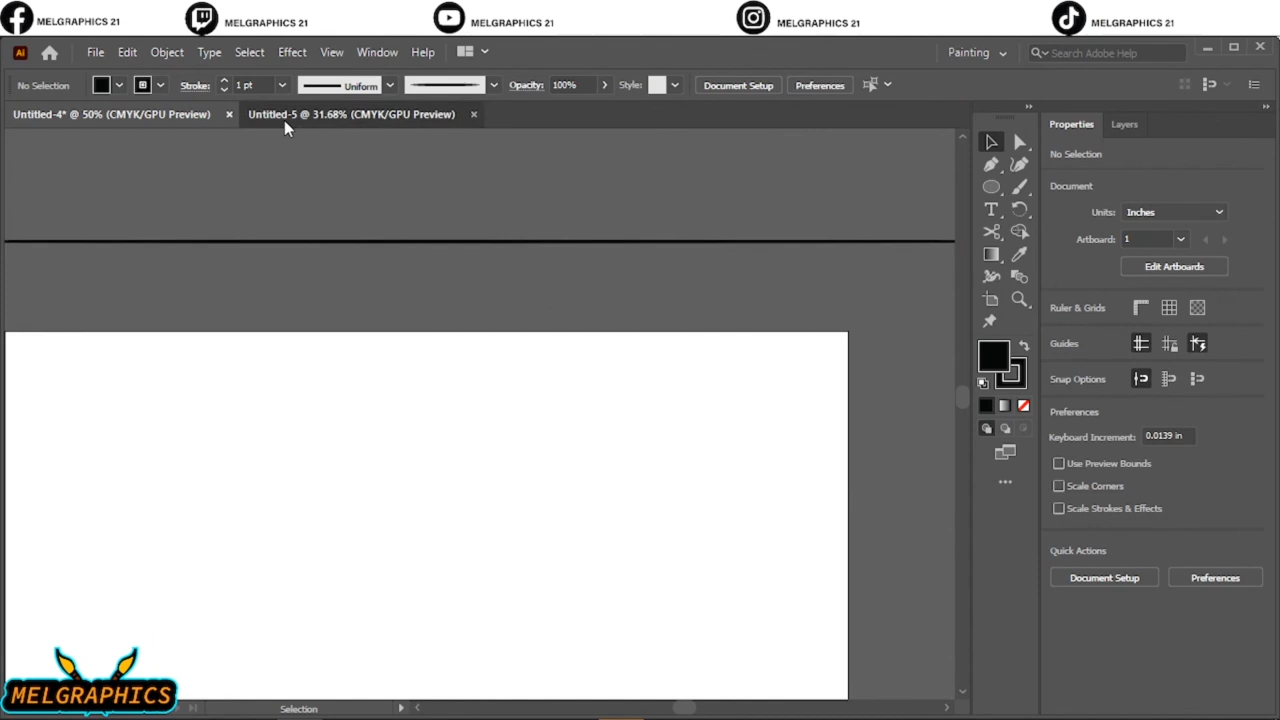 MELGRAPHICS 21
MELGRAPHICS 21
MELGRAPHICS 21
MELGRAPHICS 21
MELGRAPHICS 21
Ai File Edit Object Type Select Effect View Window Help Painting Search Adobe Help
No Selection Stroke: 1 pt Uniform Opacity: 100% Style: Document Setup Preferences
Untitled-4* @ 50% (CMYK/GPU Preview) × Untitled-5 @ 31.68% (CMYK/GPU Preview) ×
Properties Layers
No Selection
Document
Units: Inches
Artboard: 1
Edit Artboards
Ruler & Grids
Guides
Snap Options
Preferences
Keyboard Increment: 0.0139 in
Use Preview Bounds
Scale Corners
Scale Strokes & Effects
Quick Actions
Document Setup Preferences
MELGRAPHICS
Selection